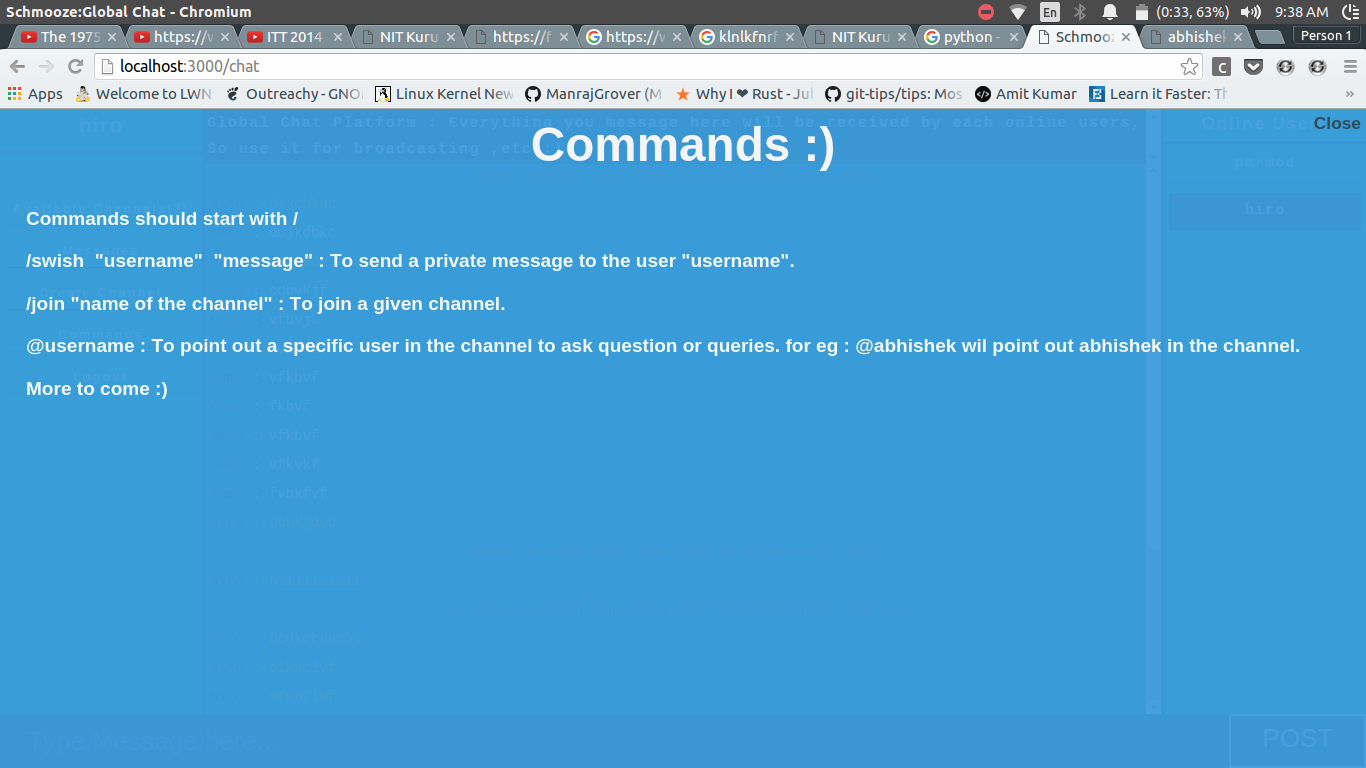 Schmooze:Global Chat - Chromium
En
(0:33, 63%)
9:38 AM
The 1975
https://v
ITT 2014
NIT Kuru
https://f
https://v
klnlkfnrf
NIT Kuru
python -
Schmooz
abhishek
Person 1
localhost:3000/chat
C
Apps
Welcome to LWN
Outreachy - GNO
Linux Kernel New
ManrajGrover (M
Why I ❤ Rust - Jul
git-tips/tips: Mos
Amit Kumar
Learn it Faster: Th
»
hiro
Global Chat Platform : Everything you message here will be received by each online users,
So use it for broadcasting ,etc
Online Use
Close
Commands :)
parmod
hiro
Commands should start with /
/swish "username" "message" : To send a private message to the user "username".
/join "name of the channel" : To join a given channel.
@username : To point out a specific user in the channel to ask question or queries. for eg : @abhishek wil point out abhishek in the channel.
More to come :)
: vfkbvf
: fkbvf
: vfkbvf
: vfkvkf
: fvbkfvf
Type Message here..
POST